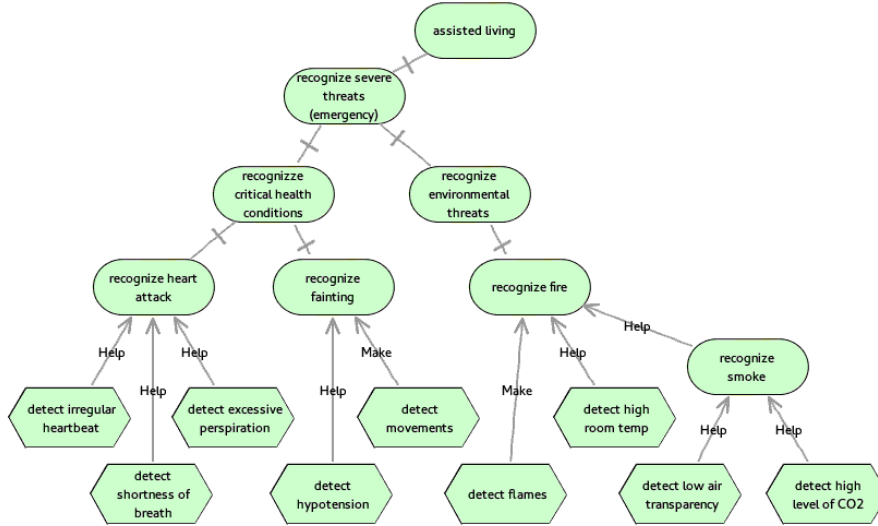 assisted living
recognize severe
threats
(emergency)
recognizze
critical health
conditions
recognize
environmental
threats
recognize heart
attack
recognize
fainting
recognize fire
Help
recognize
smoke
Help
Help
Make
Help
Help
Help
Make
detect irregular
heartbeat
detect excessive
perspiration
detect
movements
detect high
room temp
Help
Help
detect
shortness of
breath
detect
hypotension
detect flames
detect low air
transparency
detect high
level of CO2